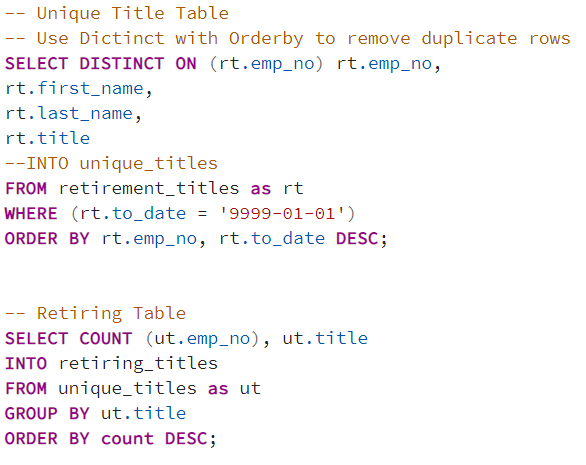 -- Unique Title Table
-- Use Dictinct with Orderby to remove duplicate rows
SELECT DISTINCT ON (rt.emp_no) rt.emp_no,
rt.first_name,
rt.last_name,
rt.title
--INTO unique_titles
FROM retirement_titles as rt
WHERE (rt.to_date = '9999-01-01')
ORDER BY rt.emp_no, rt.to_date DESC;
-- Retiring Table
SELECT COUNT (ut.emp_no), ut.title
INTO retiring_titles
FROM unique_titles as ut
GROUP BY ut.title
ORDER BY count DESC;